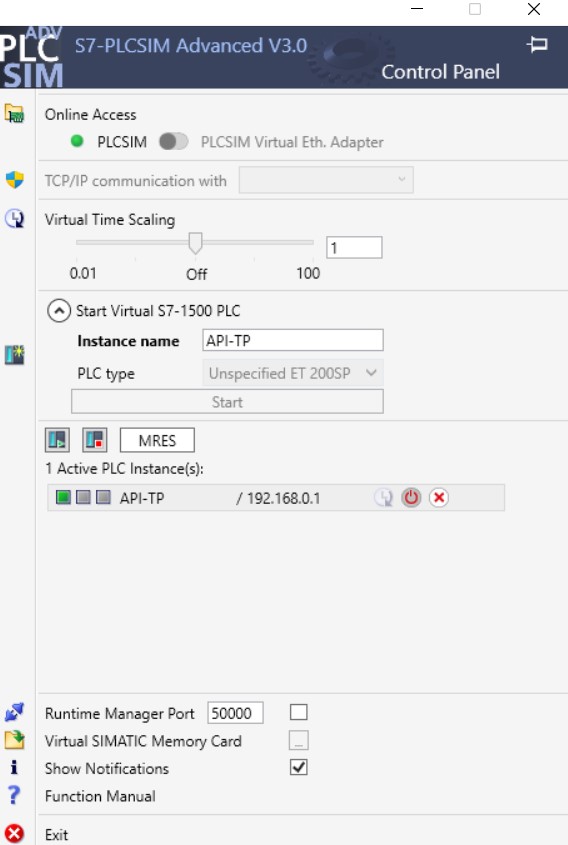 ADV
PLC
SIM
S7-PLCSIM Advanced V3.0
Control Panel
Online Access
PLCSIM PLCSIM Virtual Eth. Adapter
TCP/IP communication with
Virtual Time Scaling
1
0.01 Off 100
Start Virtual S7-1500 PLC
Instance name API-TP
PLC type Unspecified ET 200SP
Start
MRES
1 Active PLC Instance(s):
API-TP / 192.168.0.1
Runtime Manager Port 50000
Virtual SIMATIC Memory Card ...
i Show Notifications
? Function Manual
Exit